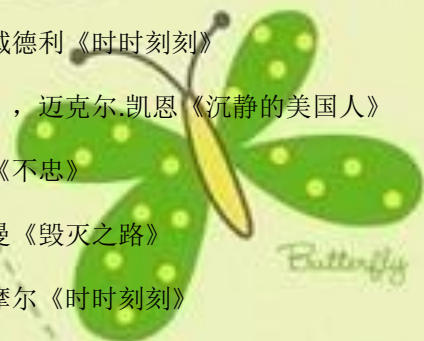 德利《时时刻刻》
，迈克尔.凯恩《沉静的美国人》
《不忠》
曼《毁灭之路》
摩尔《时时刻刻》
Butterfly